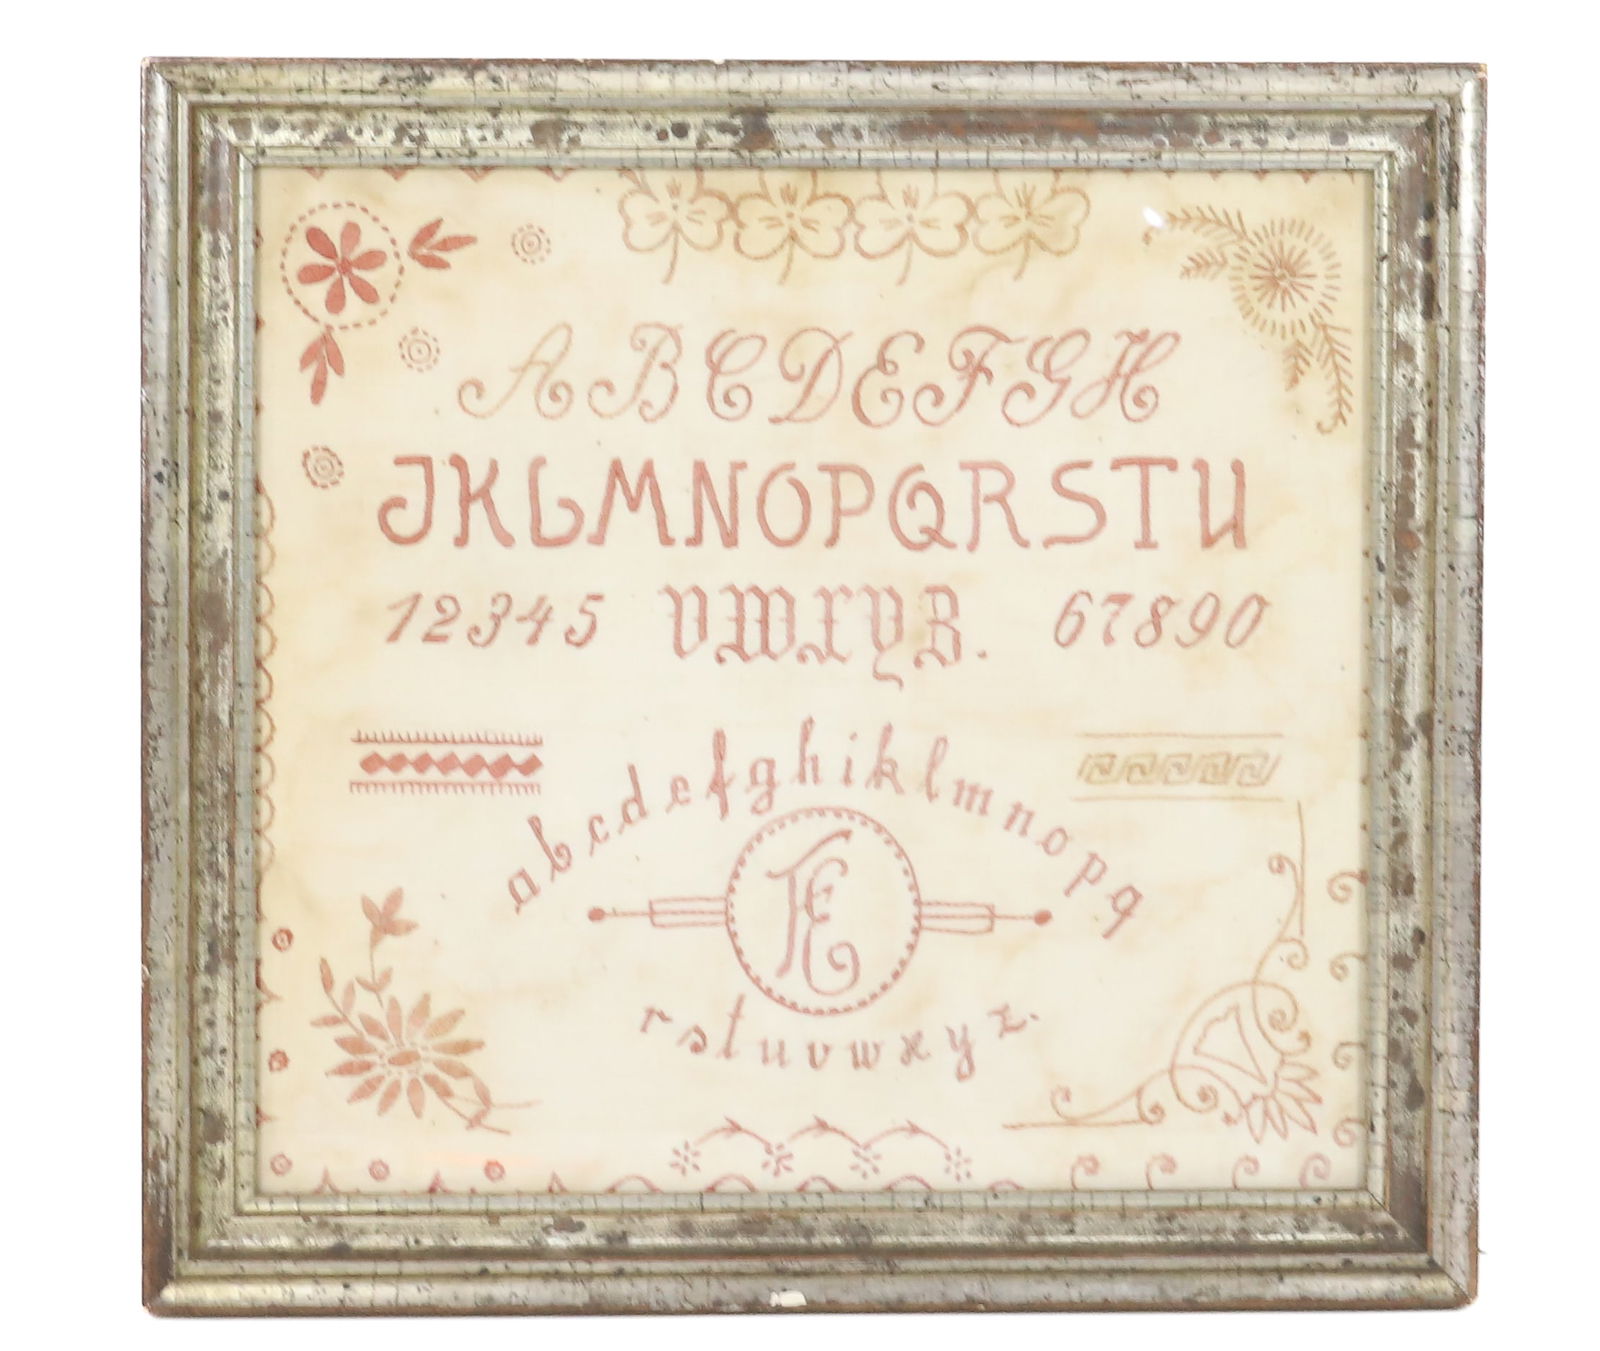 ABCDEFGH
JKLMNOPQRSTU
12345 VWXYZ. 67890
abcdefghiklmnopq
FE
rstuvwxyz.